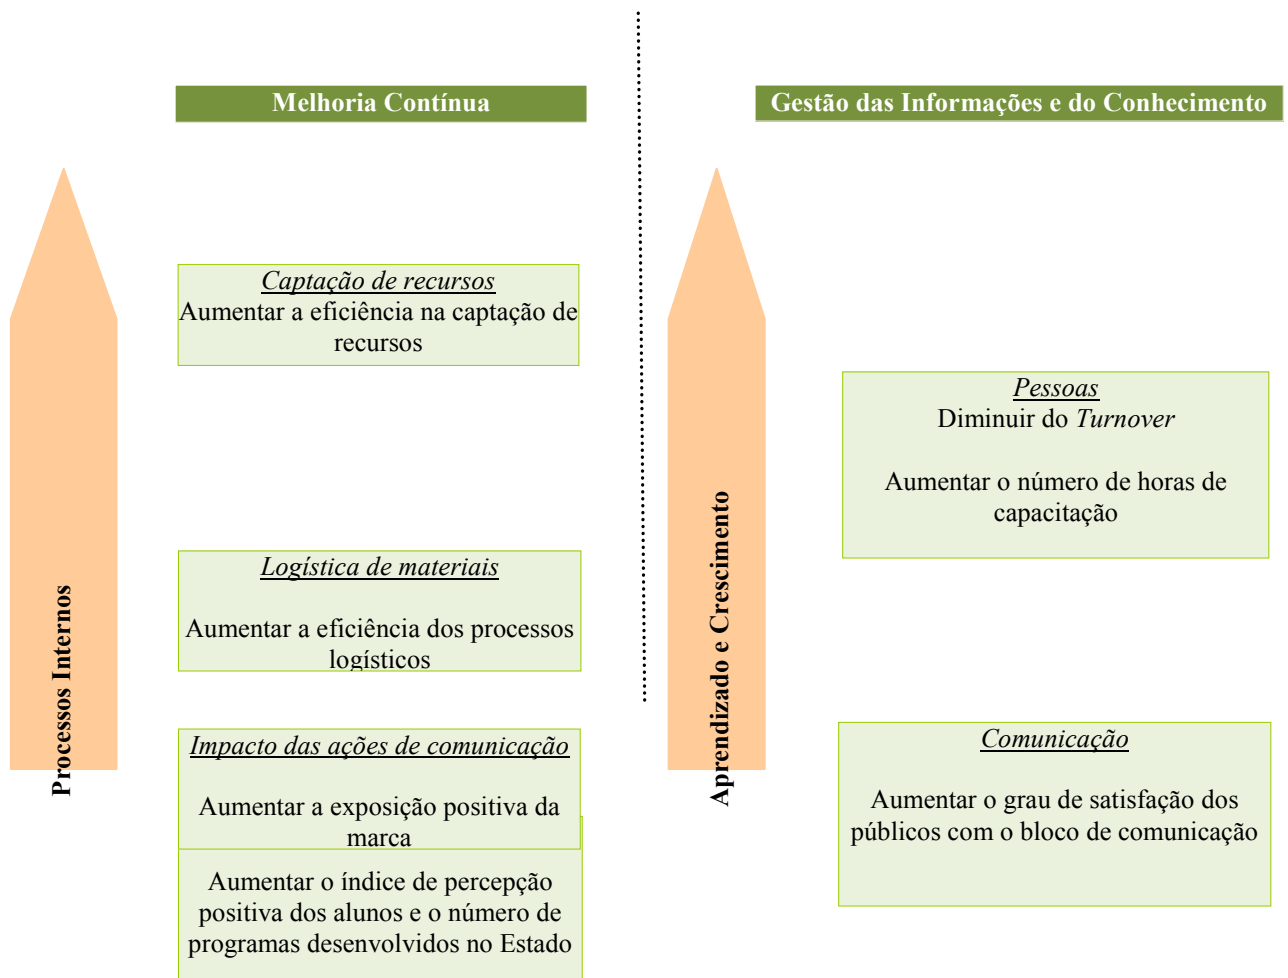 Melhoria Contínua
Processos Internos
Captação de recursos
Aumentar a eficiência na captação de
recursos
Logística de materiais
Aumentar a eficiência dos processos
logísticos
Impacto das ações de comunicação
Aumentar a exposição positiva da
marca
Aumentar o índice de percepção
positiva dos alunos e o número de
programas desenvolvidos no Estado
Gestão das Informações e do Conhecimento
Aprendizado e Crescimento
Pessoas
Diminuir do Turnover
Aumentar o número de horas de
capacitação
Comunicação
Aumentar o grau de satisfação dos
públicos com o bloco de comunicação